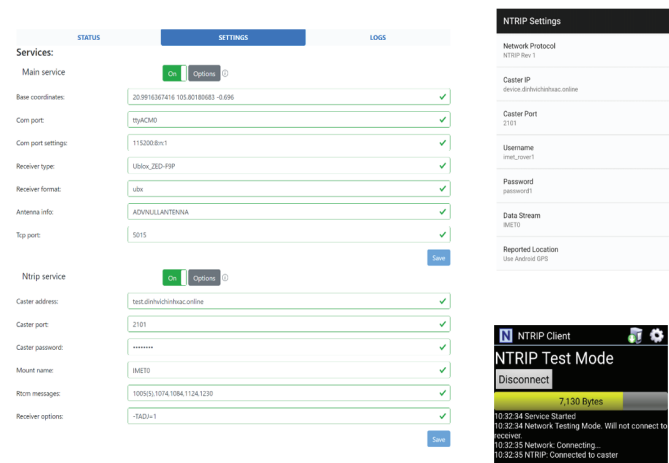 STATUS SETTINGS LOGS
Services:
Main service On Options
Base coordinates: 20.9916367416 105.80180683 -0.696
Com port: ttyACM0
Com port settings: 115200:8:n:1
Receiver type: Ublox_ZED-F9P
Receiver format: ubx
Antenna info: ADVNULLANTENNA
Tcp port: 5015
Save
Ntrip service On Options
Caster address: test.dinhvichinhxac.online
Caster port: 2101
Caster password: ••••••••
Mount name: IMET0
Rtcm messages: 1005(5),1074,1084,1124,1230
Receiver options: -TADJ=1
Save
NTRIP Settings
Network Protocol
NTRIP Rev 1
Caster IP
device.dinhvichinhxac.online
Caster Port
2101
Username
imet_rover1
Password
password1
Data Stream
IMET0
Reported Location
Use Android GPS
N NTRIP Client
NTRIP Test Mode
Disconnect
7,130 Bytes
10:32:34 Service Started
10:32:34 Network Testing Mode. Will not connect to
receiver.
10:32:35 Network: Connecting...
10:32:35 NTRIP: Connected to caster